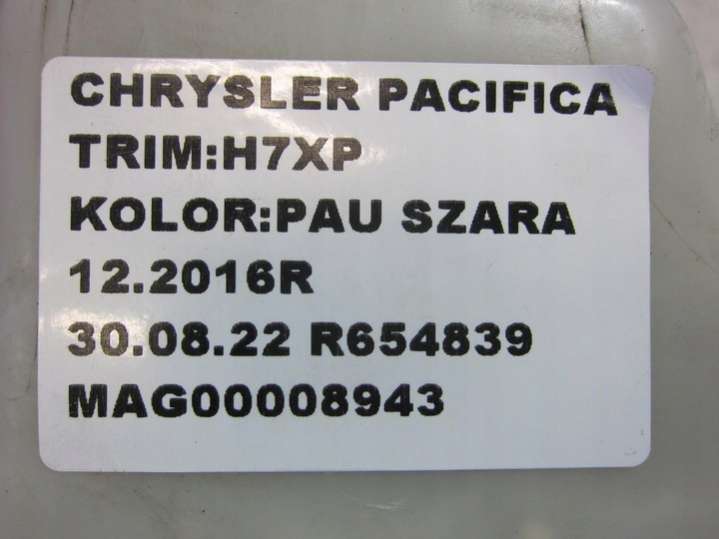 CHRYSLER PACIFICA
TRIM:H7XP
KOLOR:PAU SZARA
12.2016R
30.08.22 R654839
MAG00008943